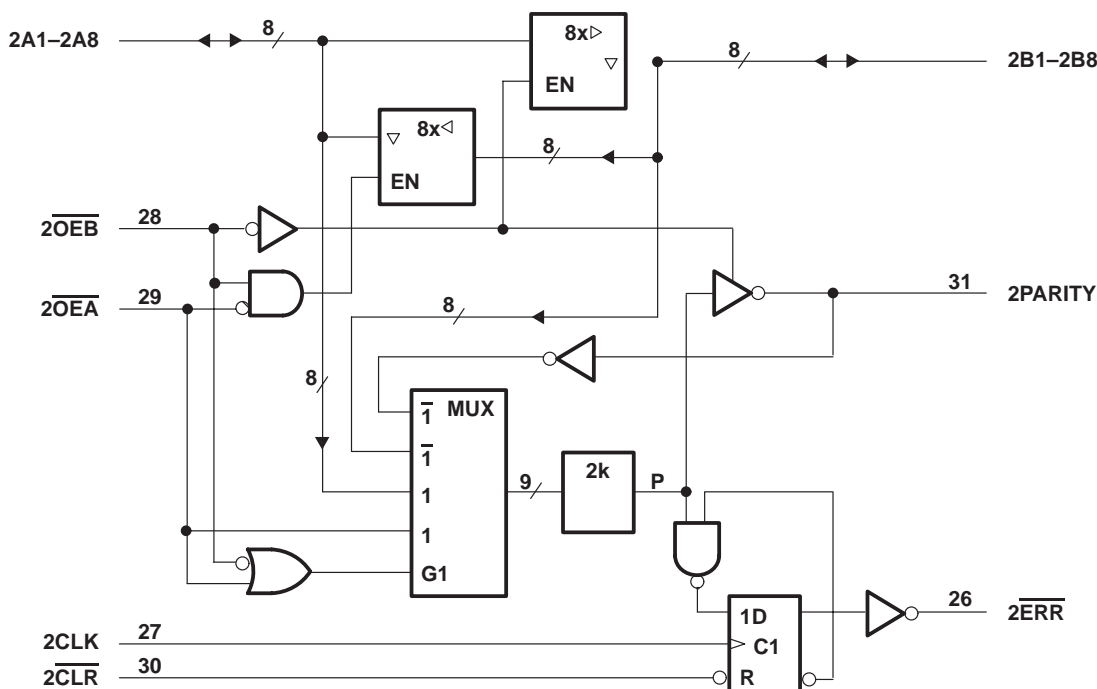 2A1–2A8
8
8x
EN
8
2B1–2B8
8x
EN
8
2OEB
28
2OEA
29
31
2PARITY
8
8
MUX
1
1
1
1
G1
9
2k
P
1D
C1
R
26
2ERR
2CLK
27
2CLR
30